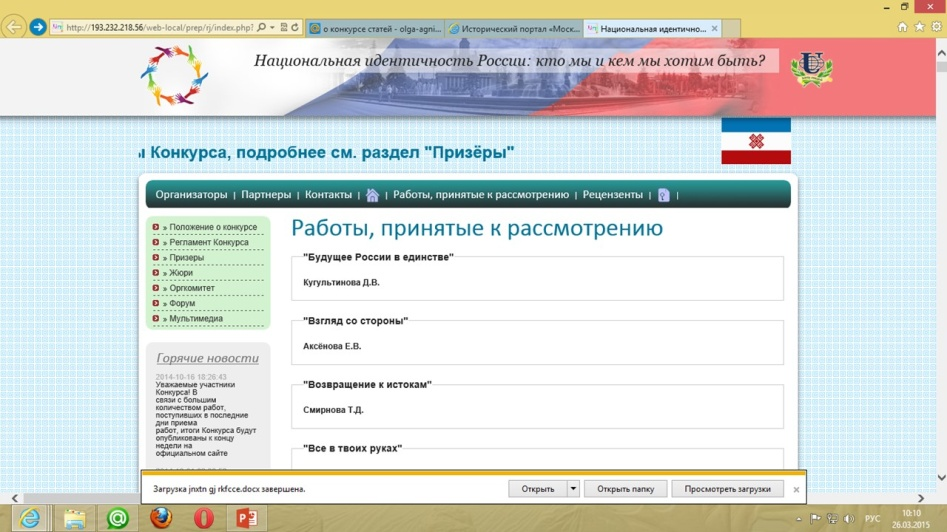 http://193.232.218.56/web-local/prep/rj/index.php?
о конкурсе статей - olga-agni...
Исторический портал «Моск...
Национальная идентично...
Национальная идентичность России: кто мы и кем мы хотим быть?
ы Конкурса, подробнее см. раздел "Призёры"
Организаторы | Партнеры | Контакты | | Работы, принятые к рассмотрению | Рецензенты | |
» Положение о конкурсе
» Регламент Конкурса
» Призеры
» Жюри
» Оргкомитет
» Форум
» Мультимедиа
Горячие новости
2014-10-16 18:26:43
Уважаемые участники
Конкурса! В
связи с большим
количеством работ,
поступивших в последние
дни приема
работ, итоги Конкурса будут
опубликованы к концу
недели на
официальном сайте
Работы, принятые к рассмотрению
"Будущее России в единстве"
Кугультинова Д.В.
"Взгляд со стороны"
Аксёнова Е.В.
"Возвращение к истокам"
Смирнова Т.Д.
"Все в твоих руках"
Загрузка jnxtn gj rkfcce.docx завершена.
Открыть
Открыть папку
Просмотреть загрузки
РУС
10:10
26.03.2015